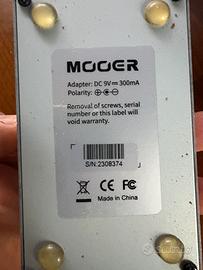 MOOER
Adapter: DC 9V⎓300mA
Polarity:
Removal of screws, serial
number or this label will
void warranty.
S/N:2308374
CE FC
Made in China